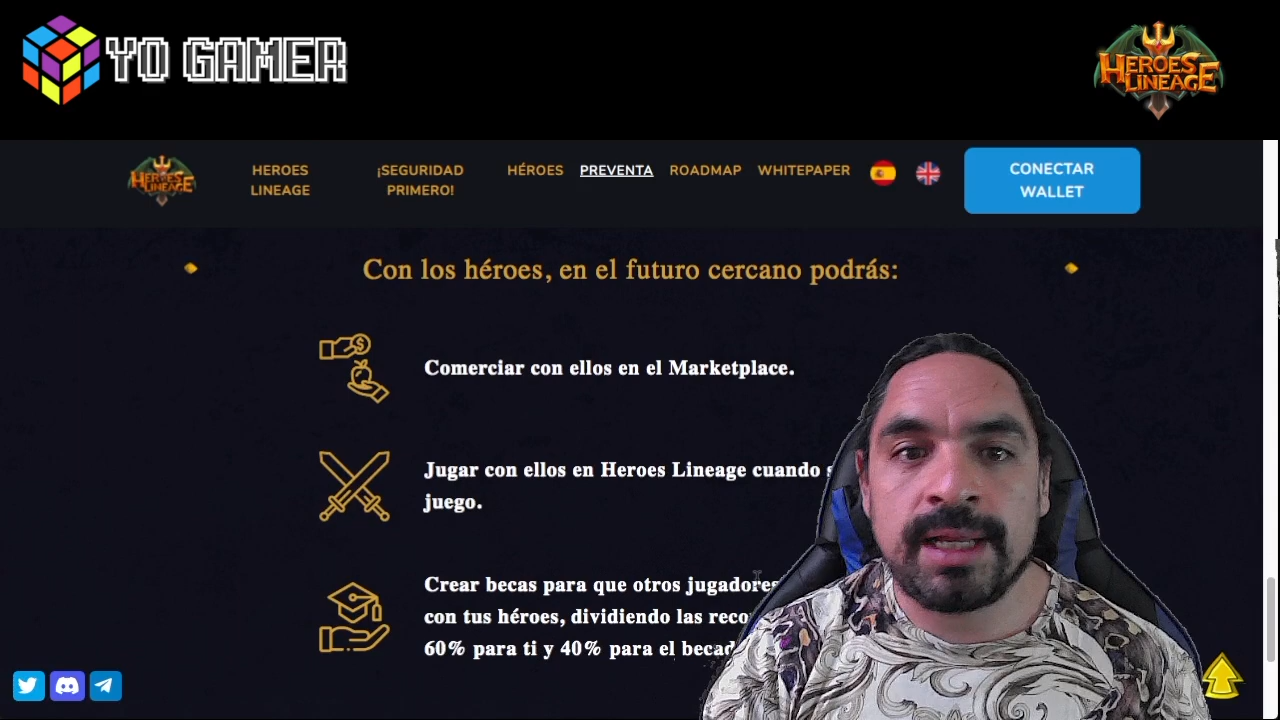 YO GAMER
HEROES
LINEAGE
HEROES
LINEAGE
HEROES
LINEAGE
¡SEGURIDAD
PRIMERO!
HÉROES
PREVENTA
ROADMAP
WHITEPAPER
CONECTAR
WALLET
Con los héroes, en el futuro cercano podrás:
Comerciar con ellos en el Marketplace.
Jugar con ellos en Heroes Lineage cuando
juego.
Crear becas para que otros jugadores
con tus héroes, dividiendo las
60% para ti y 40% para el